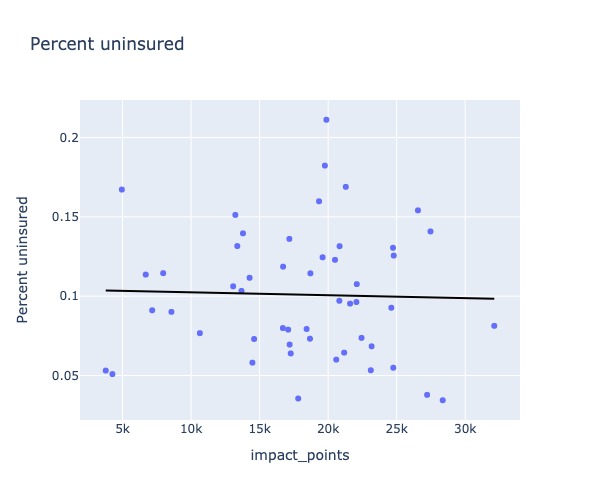 Percent uninsured
0.2
0.15
0.1
0.05
Percent uninsured
5k 10k 15k 20k 25k 30k
impact_points